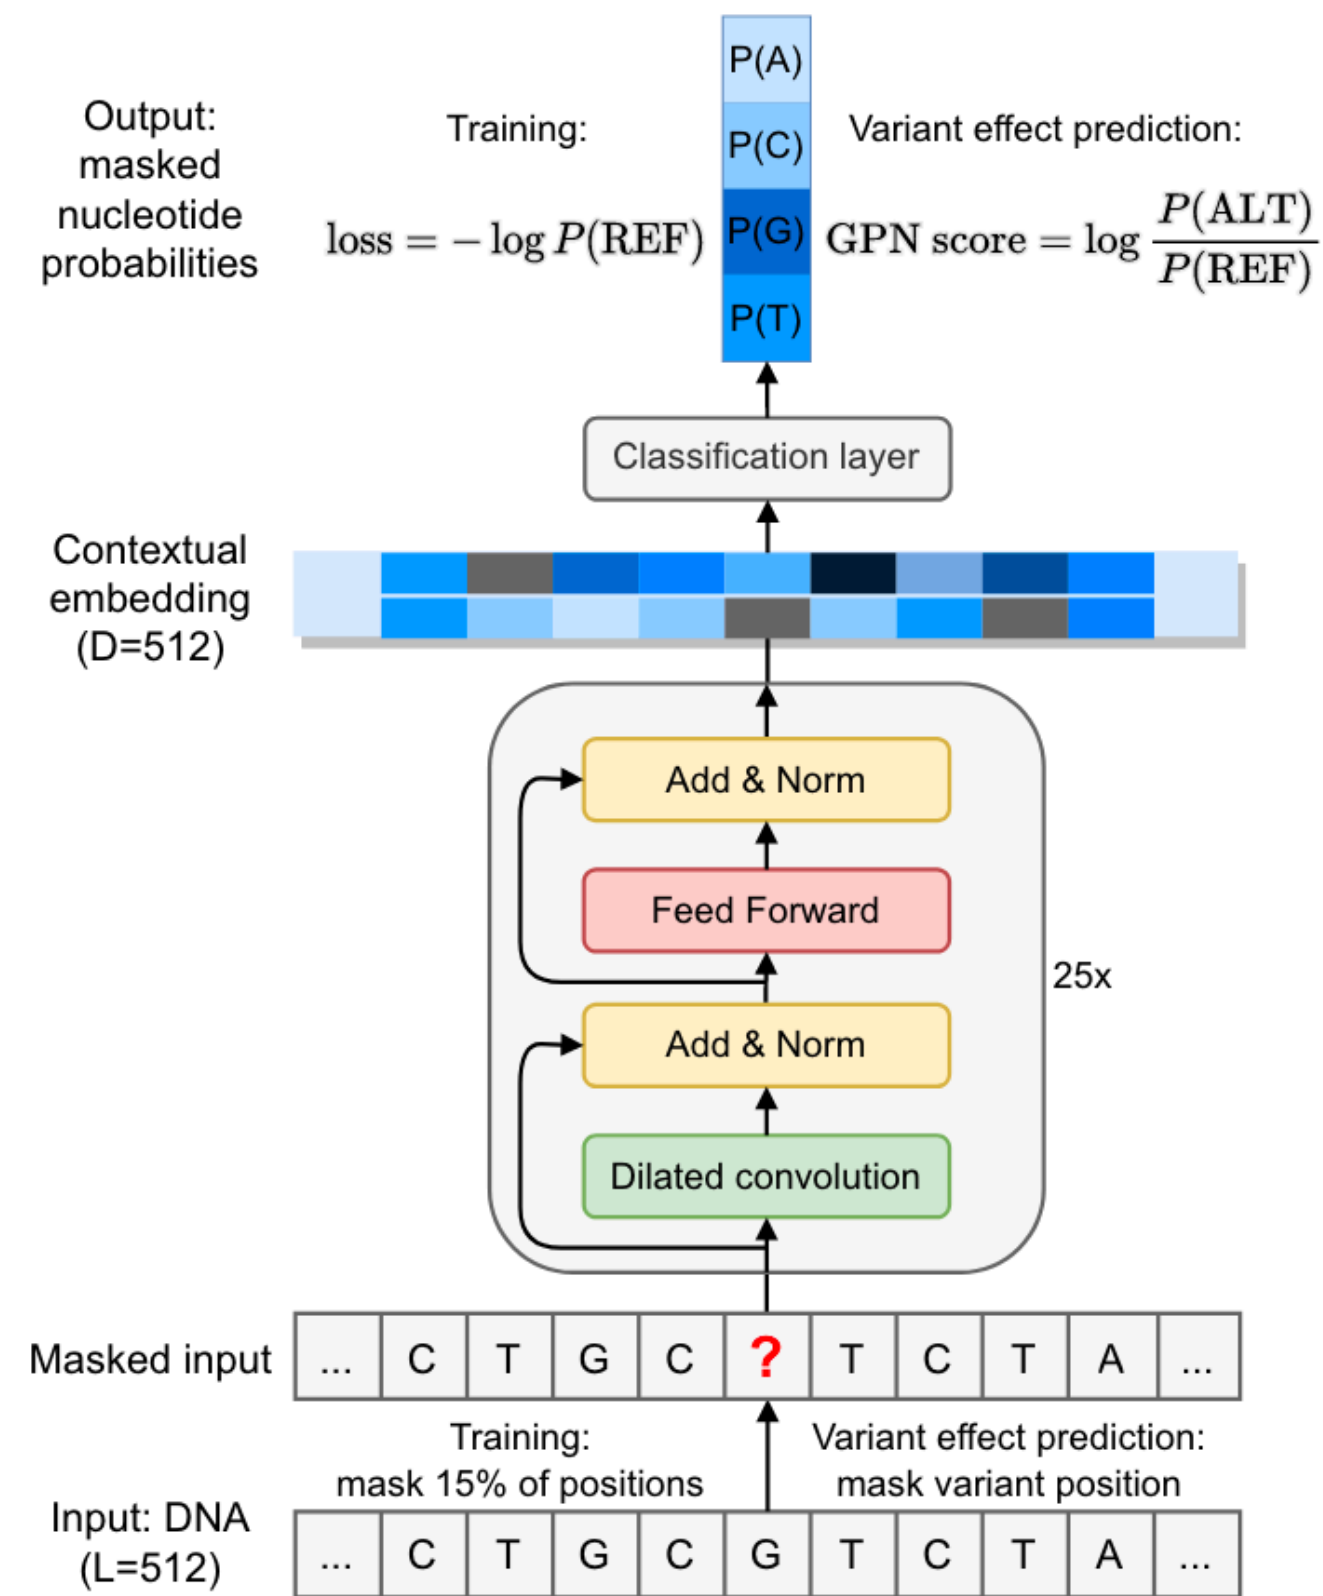 P(A)
Output:
masked
nucleotide
probabilities
Training:
P(C)
Variant effect prediction:
loss = − log P(REF)
P(G)
GPN score = log P(ALT)
P(REF)
P(T)
Classification layer
Contextual
embedding
(D=512)
Add & Norm
Feed Forward
25x
Add & Norm
Dilated convolution
Masked input
... C T G C ? T C T A ...
Training:
mask 15% of positions
Variant effect prediction:
mask variant position
Input: DNA
(L=512)
... C T G C G T C T A ...